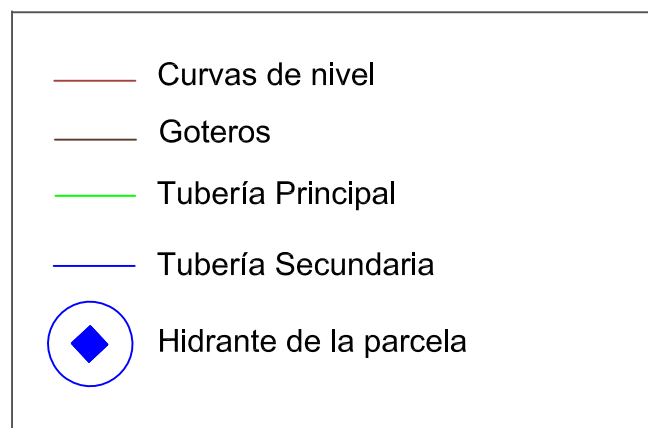 Curvas de nivel
Goteros
Tubería Principal
Tubería Secundaria
Hidrante de la parcela